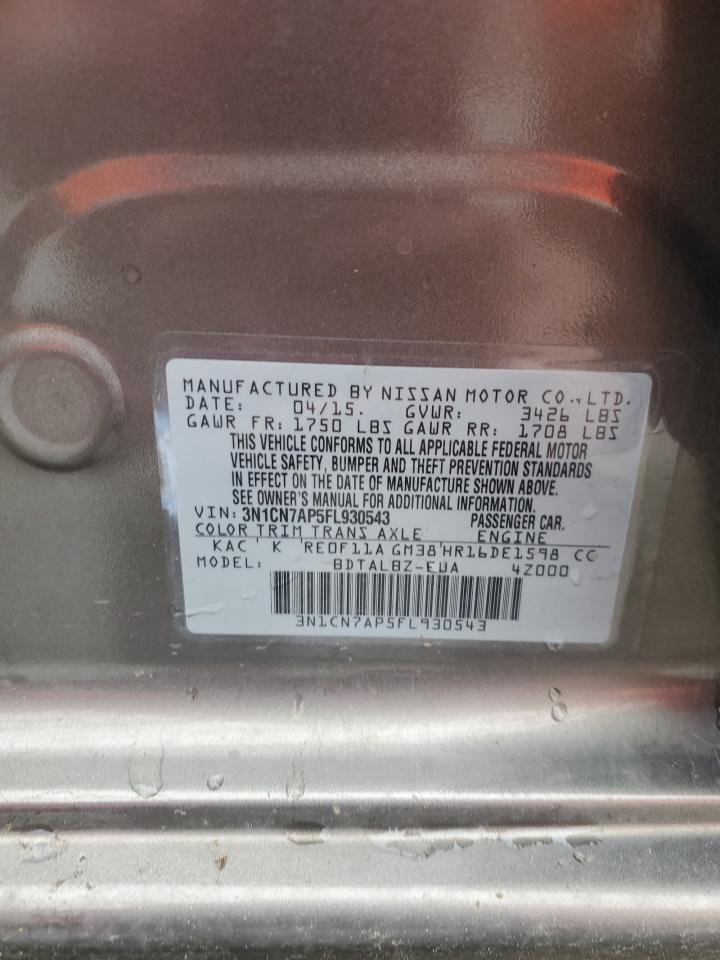 MANUFACTURED BY NISSAN MOTOR CO., LTD.
DATE: 04/15. GVWR: 3426 LBS
GAWR FR: 1750 LBS GAWR RR: 1708 LBS
THIS VEHICLE CONFORMS TO ALL APPLICABLE FEDERAL MOTOR
VEHICLE SAFETY, BUMPER AND THEFT PREVENTION STANDARDS
IN EFFECT ON THE DATE OF MANUFACTURE SHOWN ABOVE.
SEE OWNER'S MANUAL FOR ADDITIONAL INFORMATION.
VIN: 3N1CN7AP5FL930543 PASSENGER CAR.
COLOR TRIM TRANS AXLE ENGINE
KAC K RE0F11A GM38 HR16DE1598 CC
MODEL: BDTALBZ-EUA 4Z000
3N1CN7AP5FL930543